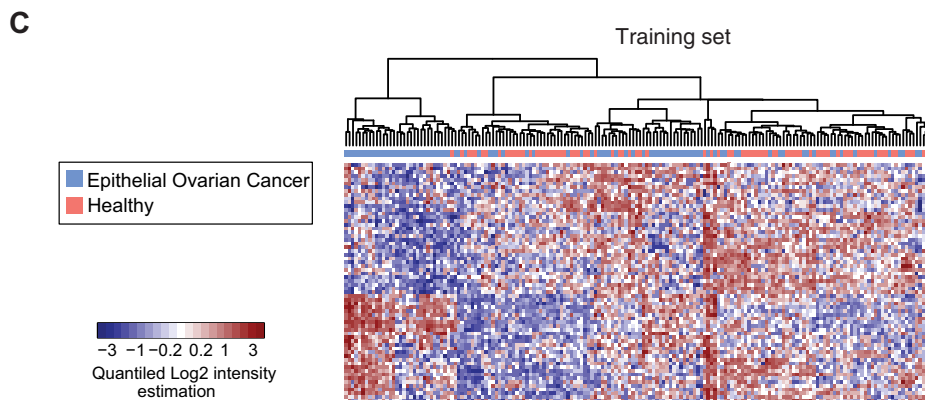 C
Training set
Epithelial Ovarian Cancer
Healthy
−3 −1 −0.2 0.2 1 3
Quantiled Log2 intensity
estimation